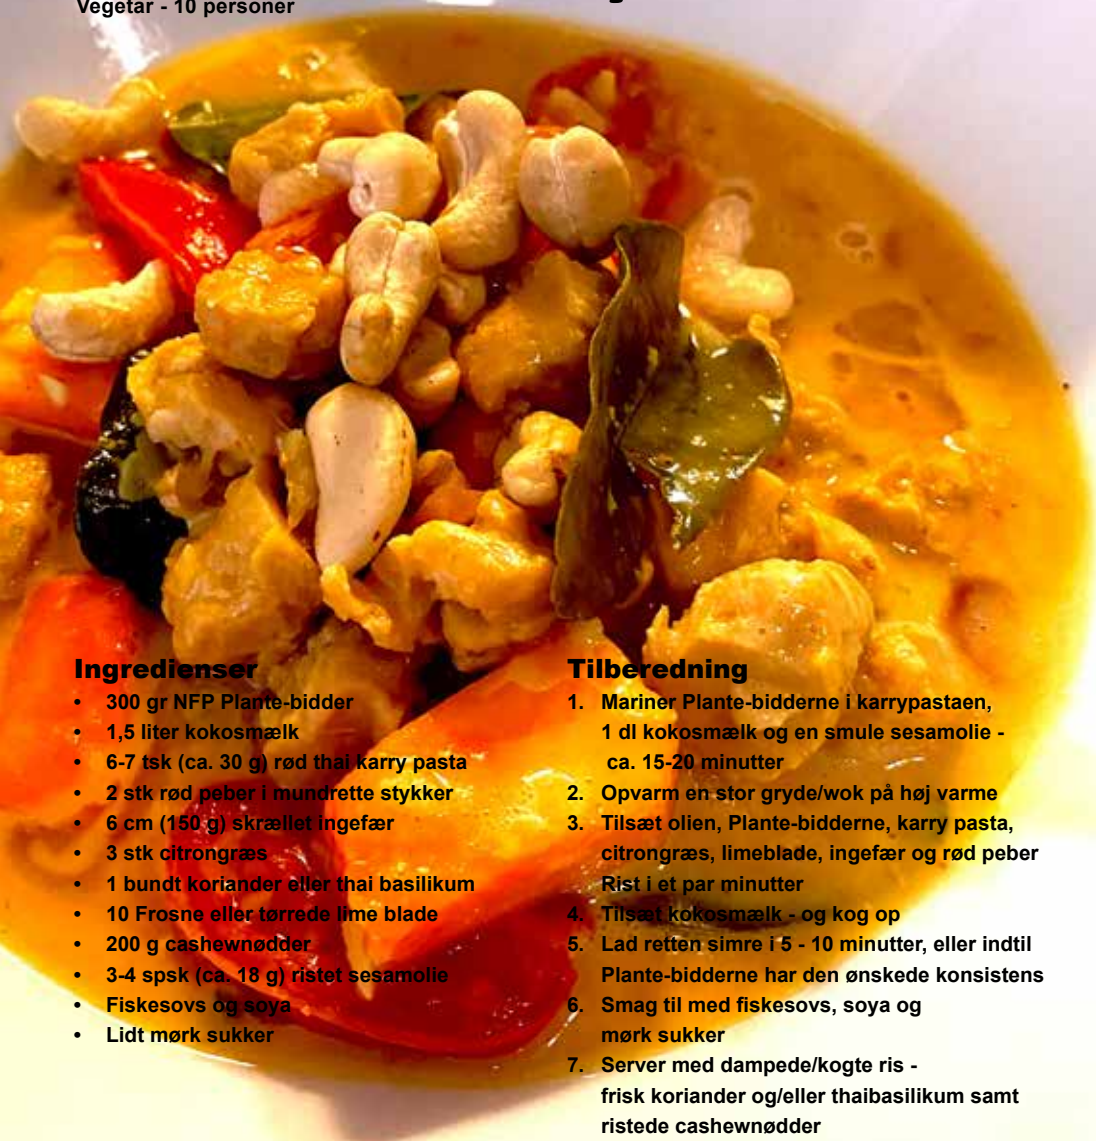 Vegetar - 10 personer
Ingredienser
• 300 gr NFP Plante-bidder
• 1,5 liter kokosmælk
• 6-7 tsk (ca. 30 g) rød thai karry pasta
• 2 stk rød peber i mundrette stykker
• 6 cm (150 g) skrællet ingefær
• 3 stk citrongræs
• 1 bundt koriander eller thai basilikum
• 10 Frosne eller tørrede lime blade
• 200 g cashewnødder
• 3-4 spsk (ca. 18 g) ristet sesamolie
• Fiskesovs og soya
• Lidt mørk sukker
Tilberedning
1. Mariner Plante-bidderne i karrypastaen,
1 dl kokosmælk og en smule sesamolie -
ca. 15-20 minutter
2. Opvarm en stor gryde/wok på høj varme
3. Tilsæt olien, Plante-bidderne, karry pasta,
citrongræs, limeblade, ingefær og rød peber
Rist i et par minutter
4. Tilsæt kokosmælk - og kog op
5. Lad retten simre i 5 - 10 minutter, eller indtil
Plante-bidderne har den ønskede konsistens
6. Smag til med fiskesovs, soya og
mørk sukker
7. Server med dampede/kogte ris -
frisk koriander og/eller thaibasilikum samt
ristede cashewnødder